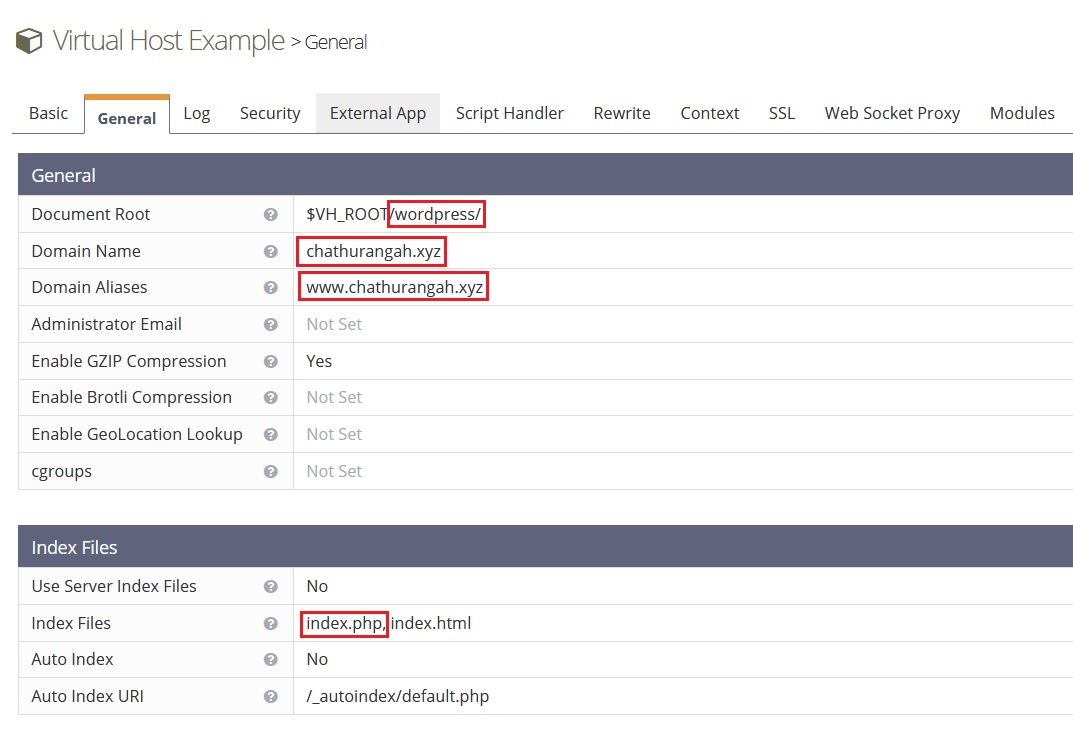 Virtual Host Example > General
Basic General Log Security External App Script Handler Rewrite Context SSL Web Socket Proxy Modules
General
Document Root ? $VH_ROOT/wordpress/
Domain Name ? chathurangah.xyz
Domain Aliases ? www.chathurangah.xyz
Administrator Email ? Not Set
Enable GZIP Compression ? Yes
Enable Brotli Compression ? Not Set
Enable GeoLocation Lookup ? Not Set
cgroups ? Not Set
Index Files
Use Server Index Files ? No
Index Files ? index.php, index.html
Auto Index ? No
Auto Index URI ? /_autoindex/default.php